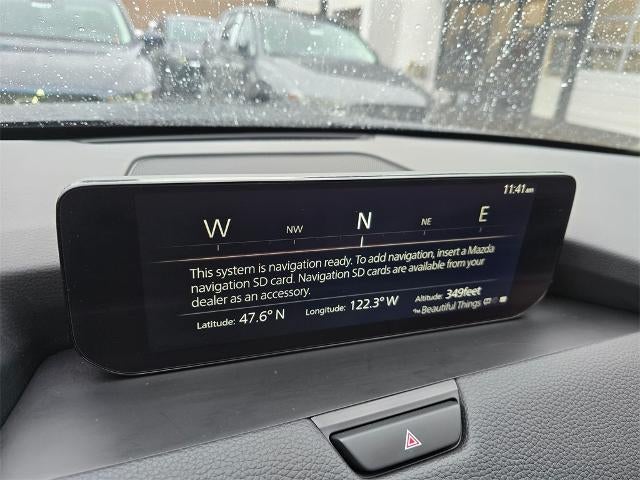 11:41am
W NW N NE E
This system is navigation ready. To add navigation, insert a Mazda
navigation SD card. Navigation SD cards are available from your
dealer as an accessory.
Latitude: 47.6° N Longitude: 122.3° W Altitude: 349feet
Beautiful Things